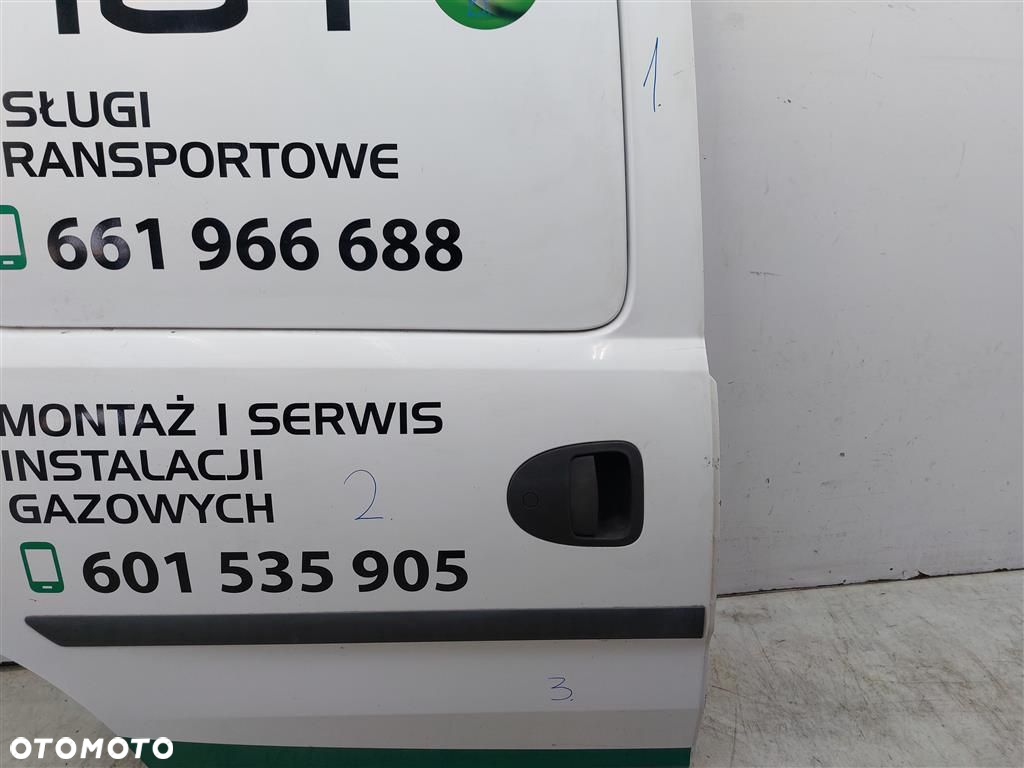 1.
SŁUGI
RANSPORTOWE
661 966 688
MONTAŻ I SERWIS
INSTALACJI
GAZOWYCH
2.
601 535 905
3.
OTOMOTO